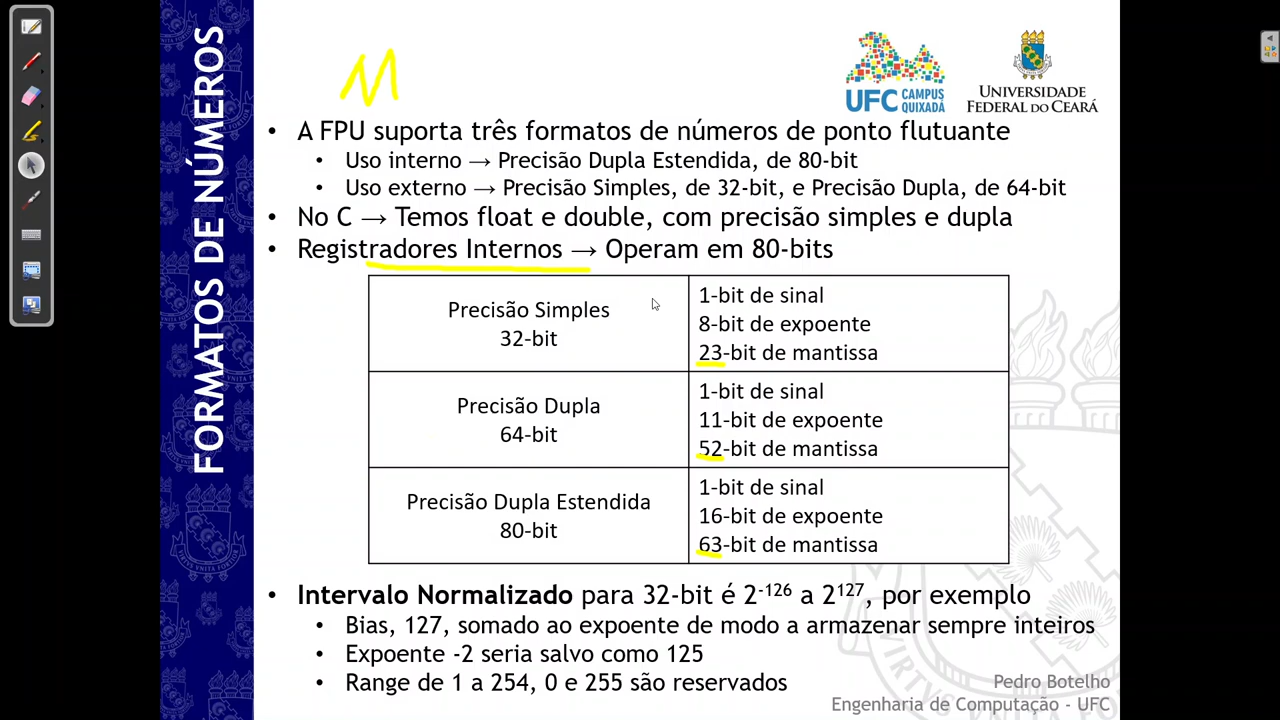 M
UFC CAMPUS QUIXADÁ
UNIVERSIDADE
FEDERAL DO CEARÁ
FORMATOS DE NÚMEROS
• A FPU suporta três formatos de números de ponto flutuante
• Uso interno → Precisão Dupla Estendida, de 80-bit
• Uso externo → Precisão Simples, de 32-bit, e Precisão Dupla, de 64-bit
• No C → Temos float e double, com precisão simples e dupla
• Registradores Internos → Operam em 80-bits
Precisão Simples
32-bit
1-bit de sinal
8-bit de expoente
23-bit de mantissa
Precisão Dupla
64-bit
1-bit de sinal
11-bit de expoente
52-bit de mantissa
Precisão Dupla Estendida
80-bit
1-bit de sinal
16-bit de expoente
63-bit de mantissa
• Intervalo Normalizado para 32-bit é 2⁻¹²⁶ a 2¹²⁷, por exemplo
• Bias, 127, somado ao expoente de modo a armazenar sempre inteiros
• Expoente -2 seria salvo como 125
• Range de 1 a 254, 0 e 255 são reservados
Pedro Botelho
Engenharia de Computação - UFC